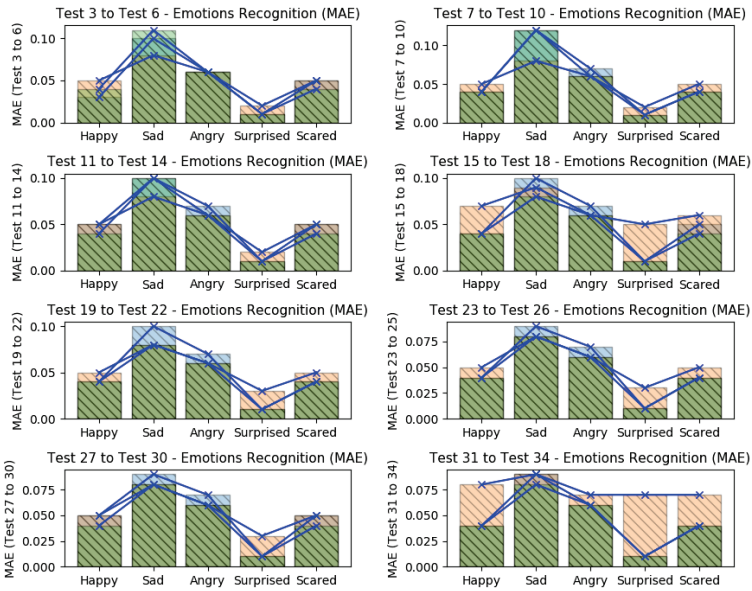 Test 3 to Test 6 - Emotions Recognition (MAE)
MAE (Test 3 to 6)
0.10
0.05
0.00
Happy Sad Angry Surprised Scared
Test 7 to Test 10 - Emotions Recognition (MAE)
MAE (Test 7 to 10)
0.10
0.05
0.00
Happy Sad Angry Surprised Scared
Test 11 to Test 14 - Emotions Recognition (MAE)
MAE (Test 11 to 14)
0.10
0.05
0.00
Happy Sad Angry Surprised Scared
Test 15 to Test 18 - Emotions Recognition (MAE)
MAE (Test 15 to 18)
0.10
0.05
0.00
Happy Sad Angry Surprised Scared
Test 19 to Test 22 - Emotions Recognition (MAE)
MAE (Test 19 to 22)
0.10
0.05
0.00
Happy Sad Angry Surprised Scared
Test 23 to Test 26 - Emotions Recognition (MAE)
MAE (Test 23 to 25)
0.075
0.050
0.025
0.000
Happy Sad Angry Surprised Scared
Test 27 to Test 30 - Emotions Recognition (MAE)
MAE (Test 27 to 30)
0.075
0.050
0.025
0.000
Happy Sad Angry Surprised Scared
Test 31 to Test 34 - Emotions Recognition (MAE)
MAE (Test 31 to 34)
0.075
0.050
0.025
0.000
Happy Sad Angry Surprised Scared